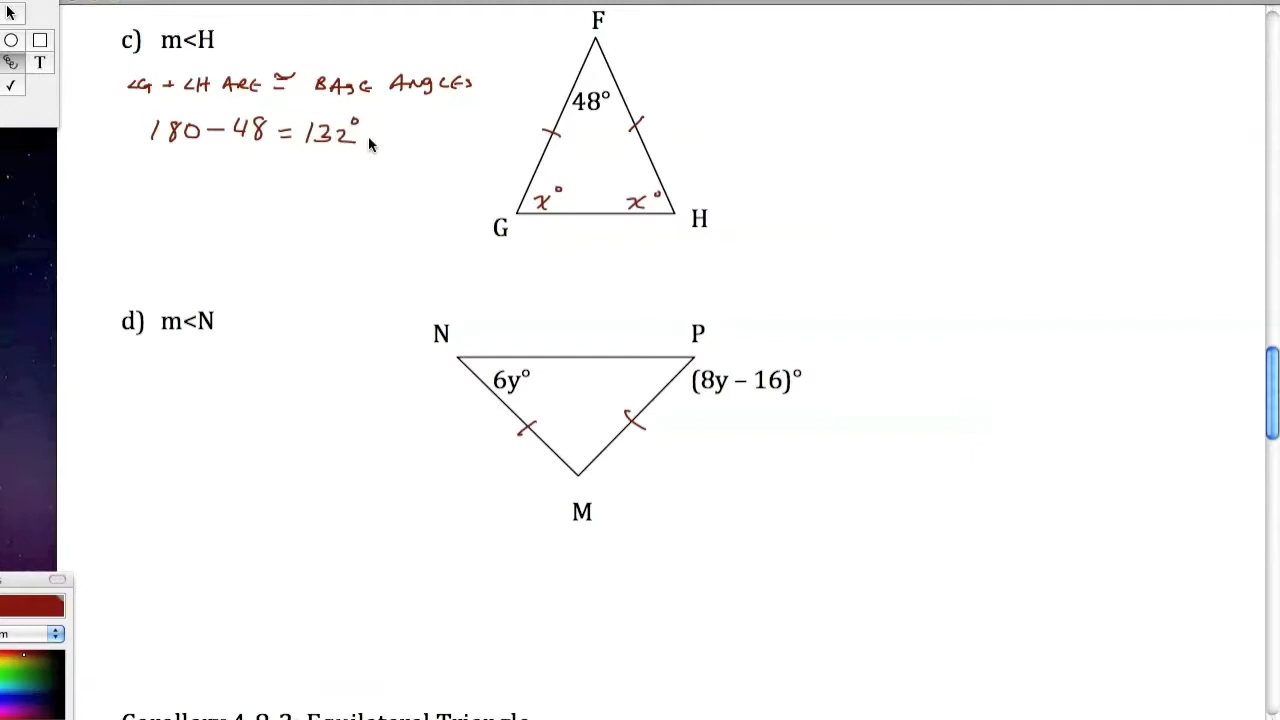 T
c) m<H
F
∠G + ∠H ARE ≅ BASE ANGLES
48°
180 - 48 = 132°
x° x°
G H
d) m<N
N P
6y° (8y – 16)°
M
m
Corollary 4-8-3: Equilateral Triangle